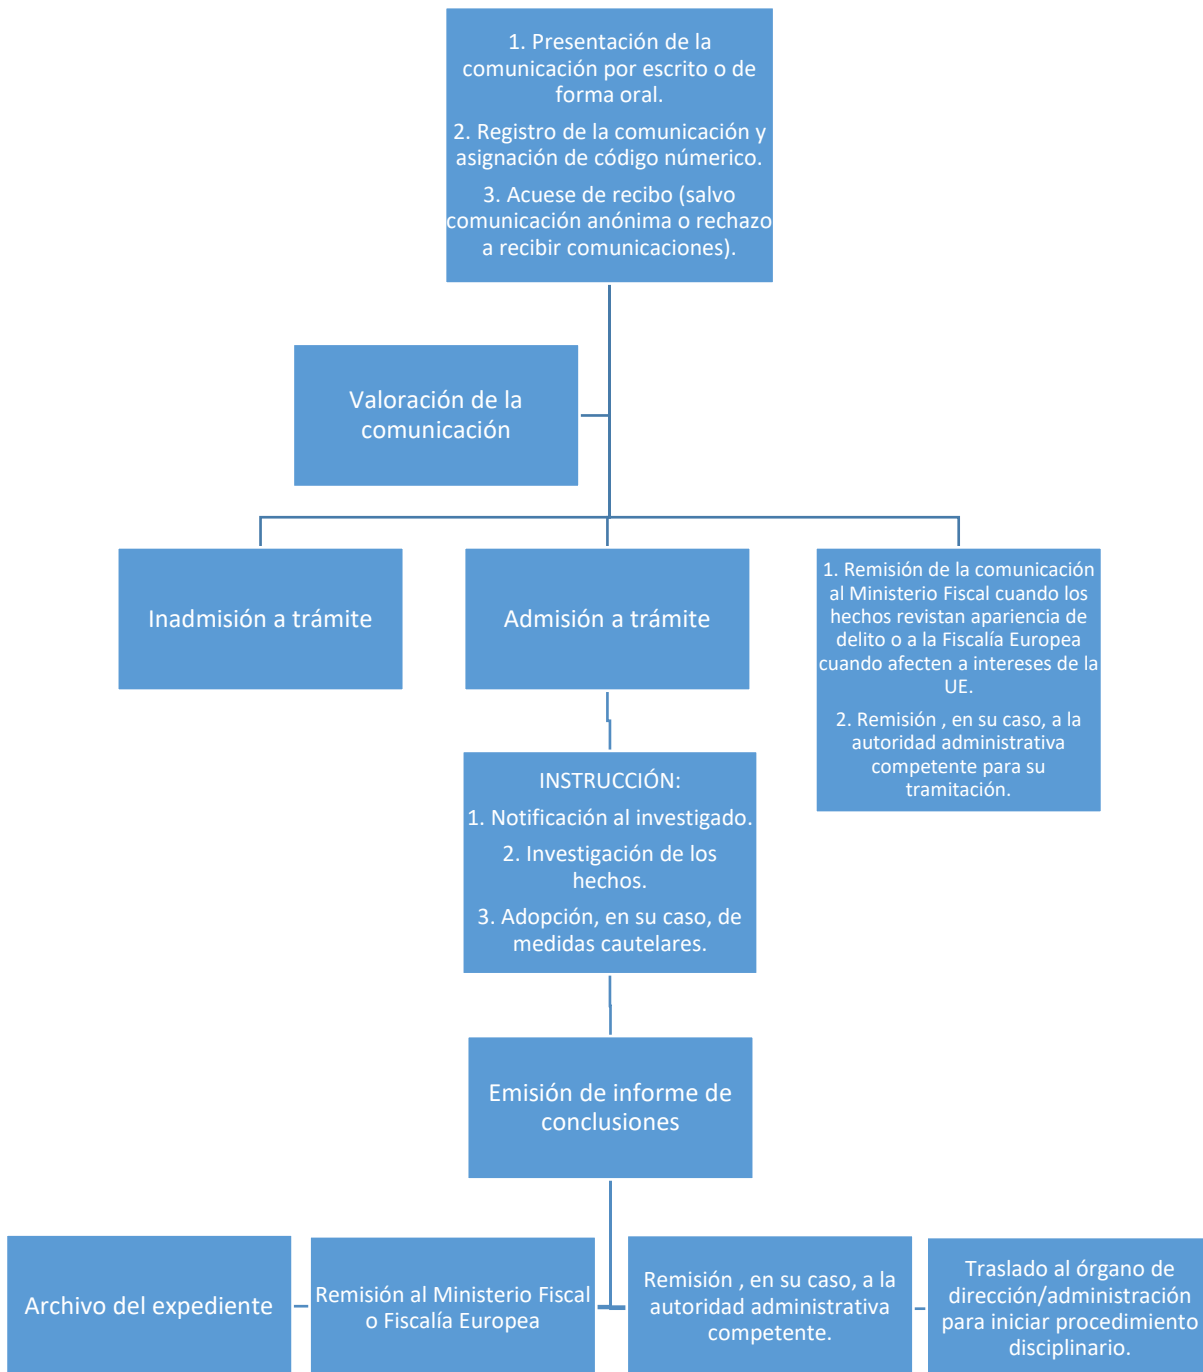 1. Presentación de la
comunicación por escrito o de
forma oral.
2. Registro de la comunicación y
asignación de código númerico.
3. Acuese de recibo (salvo
comunicación anónima o rechazo
a recibir comunicaciones).
Valoración de la
comunicación
Inadmisión a trámite
Admisión a trámite
1. Remisión de la comunicación
al Ministerio Fiscal cuando los
hechos revistan apariencia de
delito o a la Fiscalía Europea
cuando afecten a intereses de la
UE.
2. Remisión , en su caso, a la
autoridad administrativa
competente para su
tramitación.
INSTRUCCIÓN:
1. Notificación al investigado.
2. Investigación de los
hechos.
3. Adopción, en su caso, de
medidas cautelares.
Emisión de informe de
conclusiones
Archivo del expediente
Remisión al Ministerio Fiscal
o Fiscalía Europea
Remisión , en su caso, a la
autoridad administrativa
competente.
Traslado al órgano de
dirección/administración
para iniciar procedimiento
disciplinario.